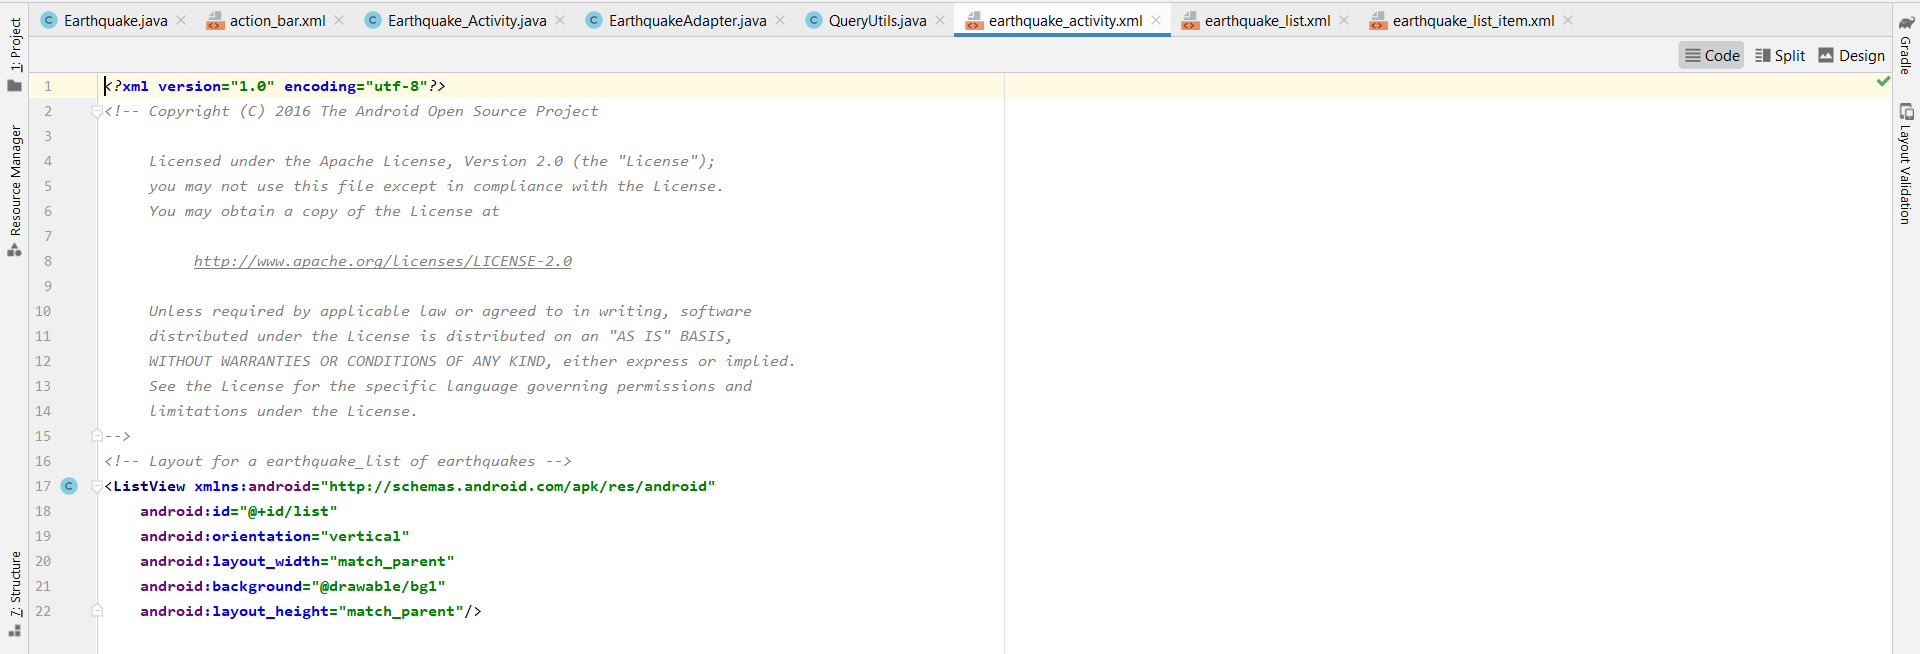 Earthquake.java
action_bar.xml
Earthquake_Activity.java
EarthquakeAdapter.java
QueryUtils.java
earthquake_activity.xml
earthquake_list.xml
earthquake_list_item.xml
Code
Split
Design
1: Project
Resource Manager
7: Structure
Gradle
Layout Validation
1 <?xml version="1.0" encoding="utf-8"?>
2 <!-- Copyright (C) 2016 The Android Open Source Project
3
4 Licensed under the Apache License, Version 2.0 (the "License");
5 you may not use this file except in compliance with the License.
6 You may obtain a copy of the License at
7
8 http://www.apache.org/licenses/LICENSE-2.0
9
10 Unless required by applicable law or agreed to in writing, software
11 distributed under the License is distributed on an "AS IS" BASIS,
12 WITHOUT WARRANTIES OR CONDITIONS OF ANY KIND, either express or implied.
13 See the License for the specific language governing permissions and
14 limitations under the License.
15 -->
16 <!-- Layout for a earthquake_list of earthquakes -->
17 C <ListView xmlns:android="http://schemas.android.com/apk/res/android"
18 android:id="@+id/list"
19 android:orientation="vertical"
20 android:layout_width="match_parent"
21 android:background="@drawable/bg1"
22 android:layout_height="match_parent"/>